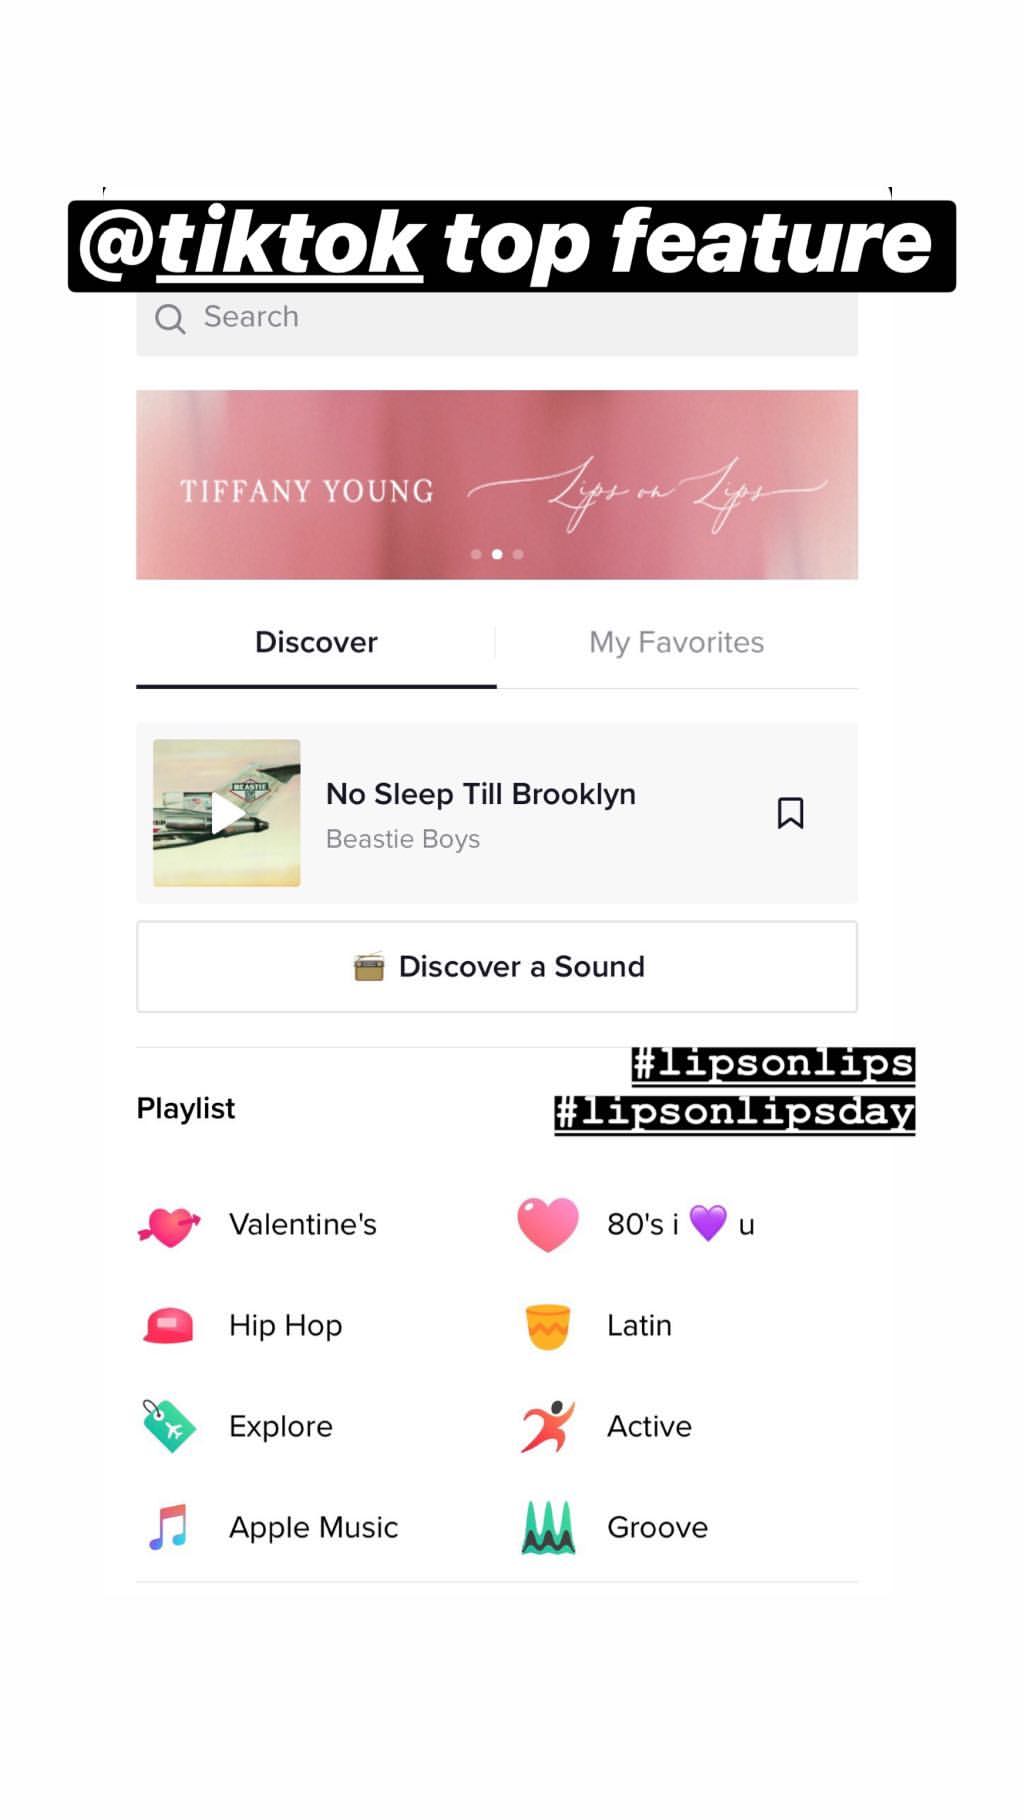 @tiktok top feature
Search
TIFFANY YOUNG Lips on Lips
Discover My Favorites
BEASTIE
No Sleep Till Brooklyn
Beastie Boys
Discover a Sound
#lipsonlips
#lipsonlipsday
Playlist
Valentine's 80's i 💜 u
Hip Hop Latin
Explore Active
Apple Music Groove